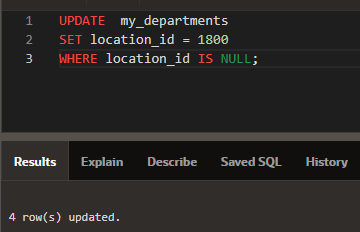 1 UPDATE  my_departments
2 SET location_id = 1800
3 WHERE location_id IS NULL;
Results Explain Describe Saved SQL History
4 row(s) updated.